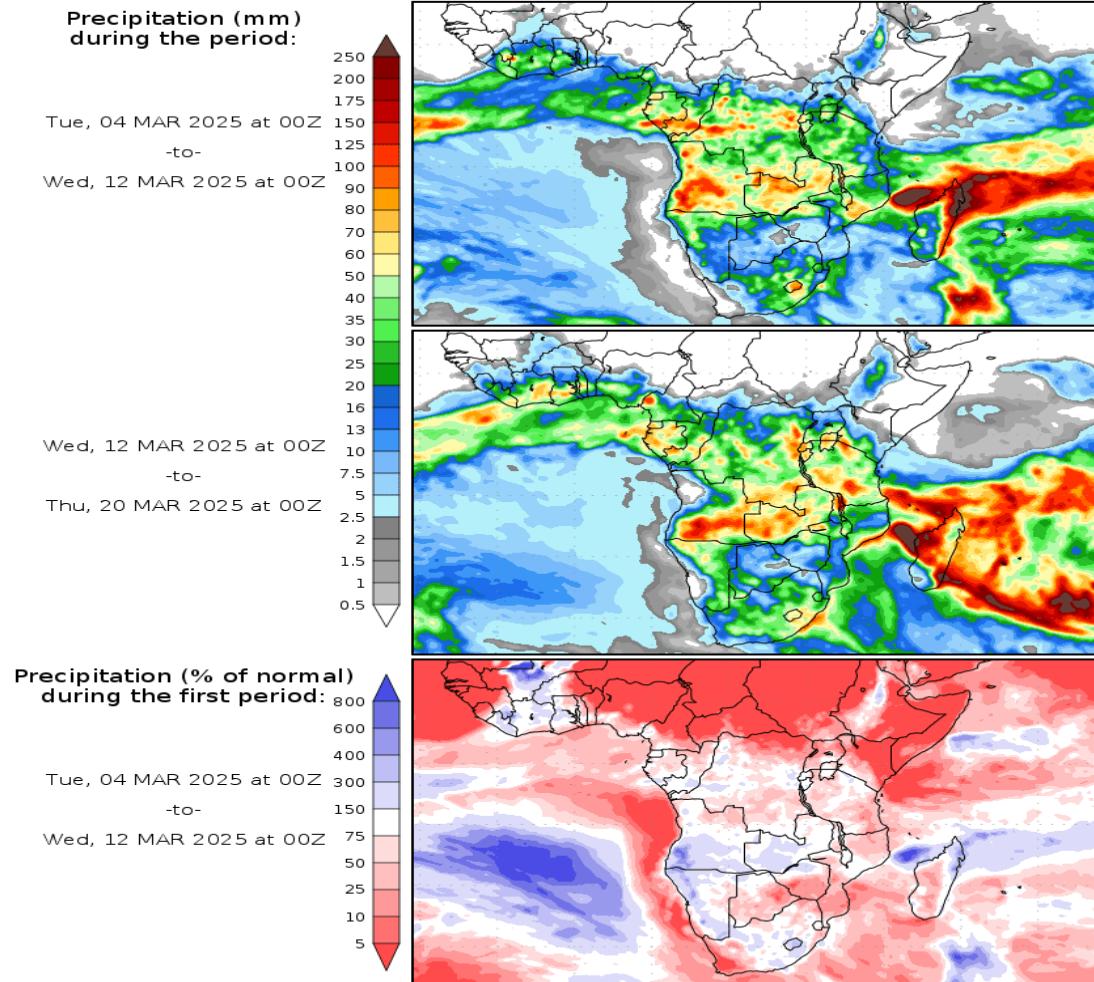 Precipitation (mm)
during the period:
Tue, 04 MAR 2025 at 00Z
-to-
Wed, 12 MAR 2025 at 00Z
250
200
175
150
125
100
90
80
70
60
50
40
35
30
25
20
16
13
10
7.5
5
2.5
2
1.5
1
0.5
Wed, 12 MAR 2025 at 00Z
-to-
Thu, 20 MAR 2025 at 00Z
Precipitation (% of normal)
during the first period:
Tue, 04 MAR 2025 at 00Z
-to-
Wed, 12 MAR 2025 at 00Z
800
600
400
300
150
75
50
25
10
5